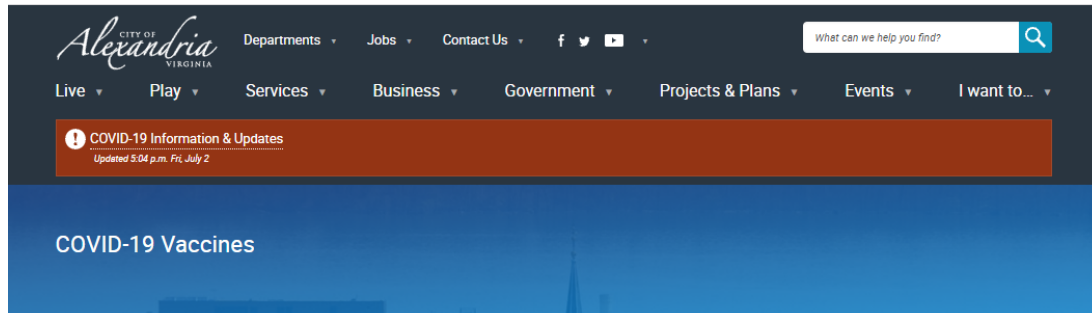 City of Alexandria Virginia
Departments Jobs Contact Us
What can we help you find?
Live Play Services Business Government Projects & Plans Events I want to...
COVID-19 Information & Updates
Updated 5:04 p.m. Fri, July 2
COVID-19 Vaccines